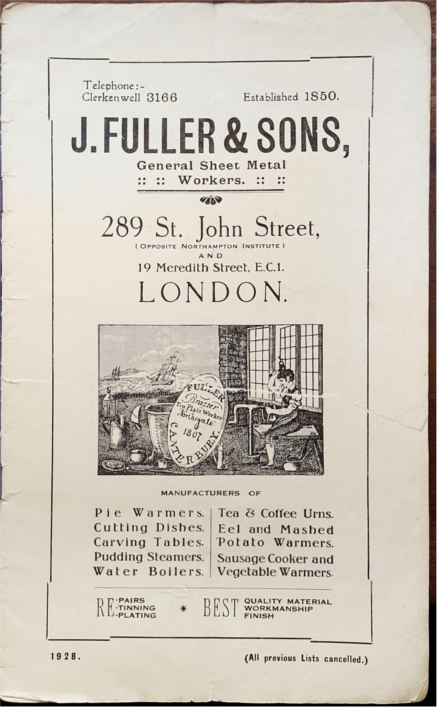 Telephone:-
Clerkenwell 3166
Established 1850.
J. FULLER & SONS,
General Sheet Metal
:: :: Workers. :: ::
289 St. John Street,
(OPPOSITE NORTHAMPTON INSTITUTE)
AND
19 Meredith Street, E.C.1.
LONDON.
FULLER
Brazier
Tin Plate Worker
Northgate
1807
CANTERBURY.
MANUFACTURERS OF
Pie Warmers.
Cutting Dishes.
Carving Tables.
Pudding Steamers.
Water Boilers.
Tea & Coffee Urns.
Eel and Mashed
Potato Warmers.
Sausage Cooker and
Vegetable Warmers.
RE-PAIRS
-TINNING
-PLATING
*
BEST QUALITY MATERIAL
WORKMANSHIP
FINISH
1928.
(All previous Lists cancelled.)